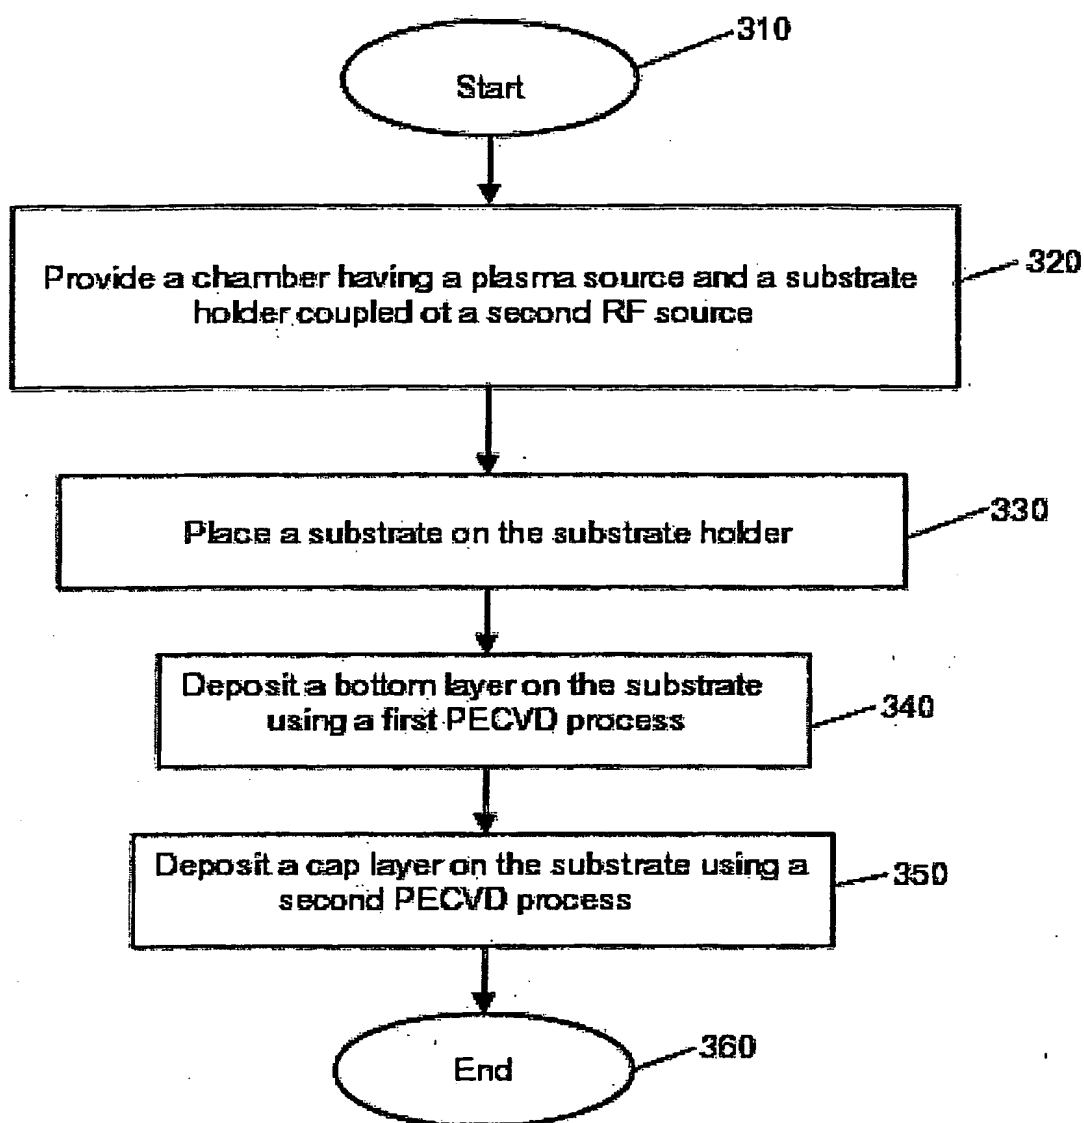 310
Start
320
Provide a chamber having a plasma source and a substrate
holder coupled ot a second RF source
330
Place a substrate on the substrate holder
Deposit a bottom layer on the substrate
using a first PECVD process
340
Deposit a cap layer on the substrate using a
second PECVD process
350
End
360